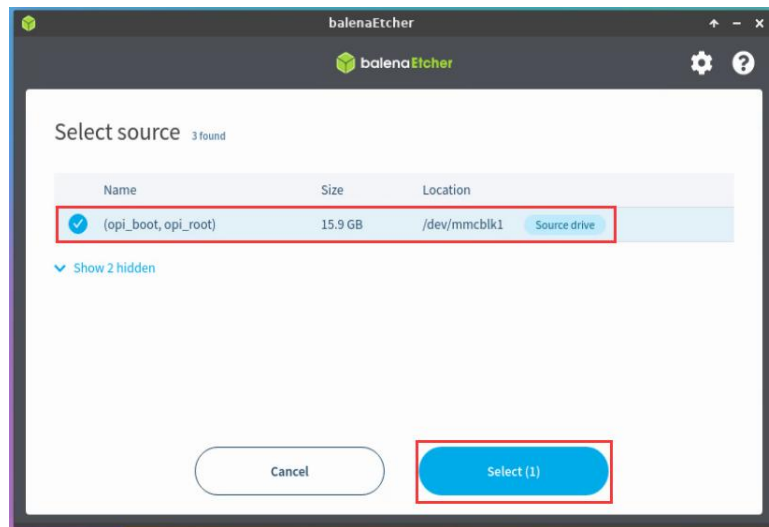 balenaEtcher
balenaEtcher
Select source 3 found
Name Size Location
(opi_boot, opi_root) 15.9 GB /dev/mmcblk1 Source drive
Show 2 hidden
Cancel Select (1)